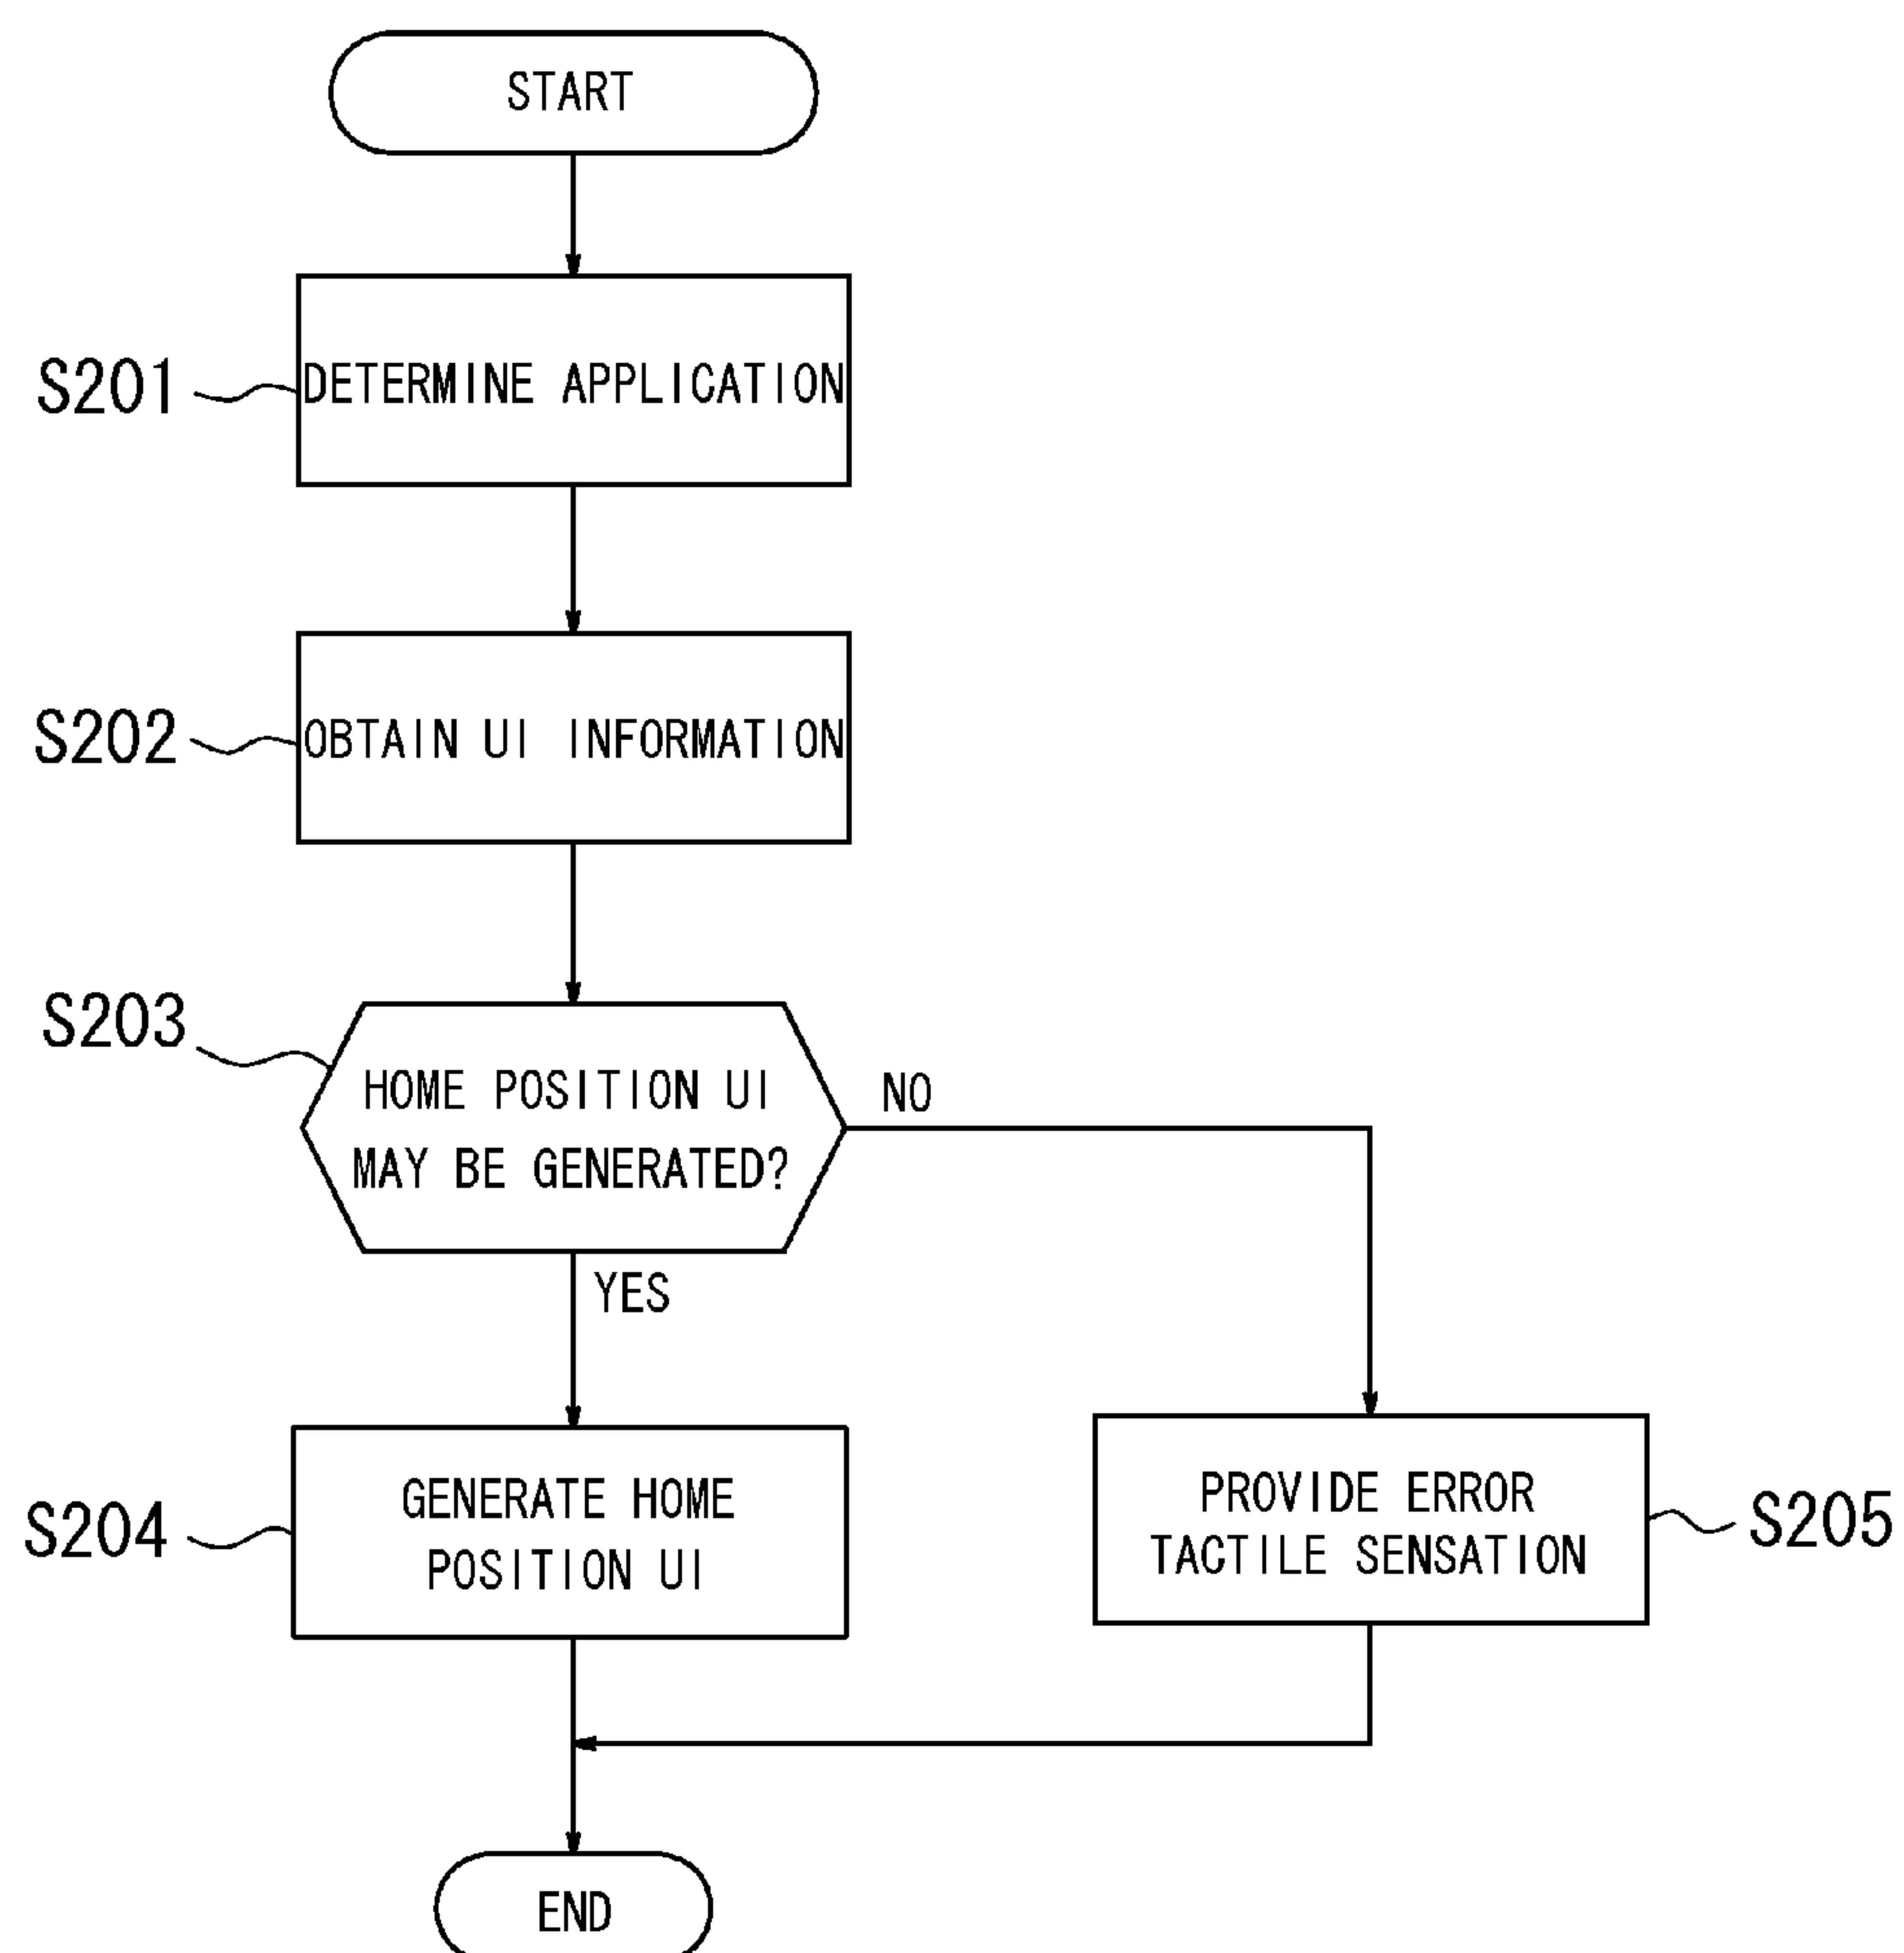 START
S201
DETERMINE APPLICATION
S202
OBTAIN UI INFORMATION
S203
HOME POSITION UI
MAY BE GENERATED?
NO
YES
S204
GENERATE HOME
POSITION UI
PROVIDE ERROR
TACTILE SENSATION
S205
END